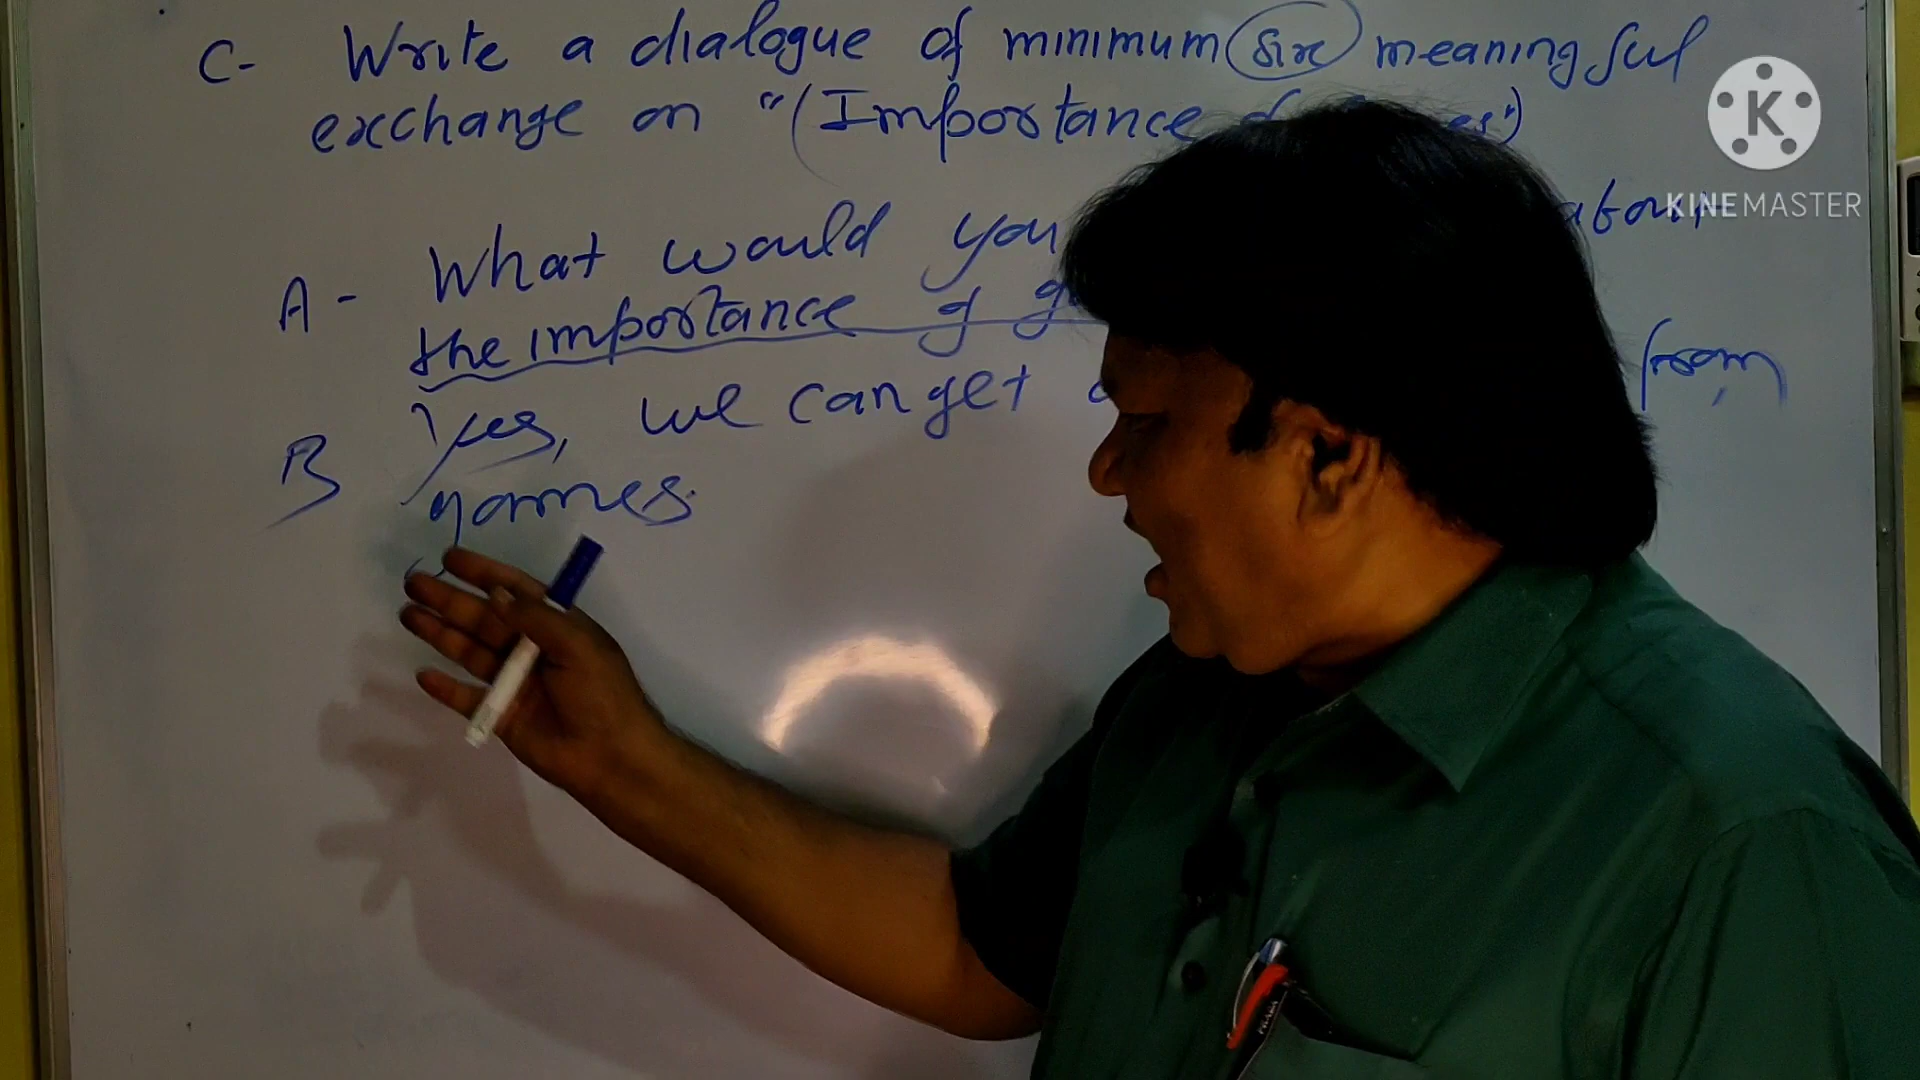 C- Write a dialogue of minimum six meaningful
exchange on "(Importance
A- What would you about
the importance of
B Yes, we can get from
games.
K
KINEMASTER